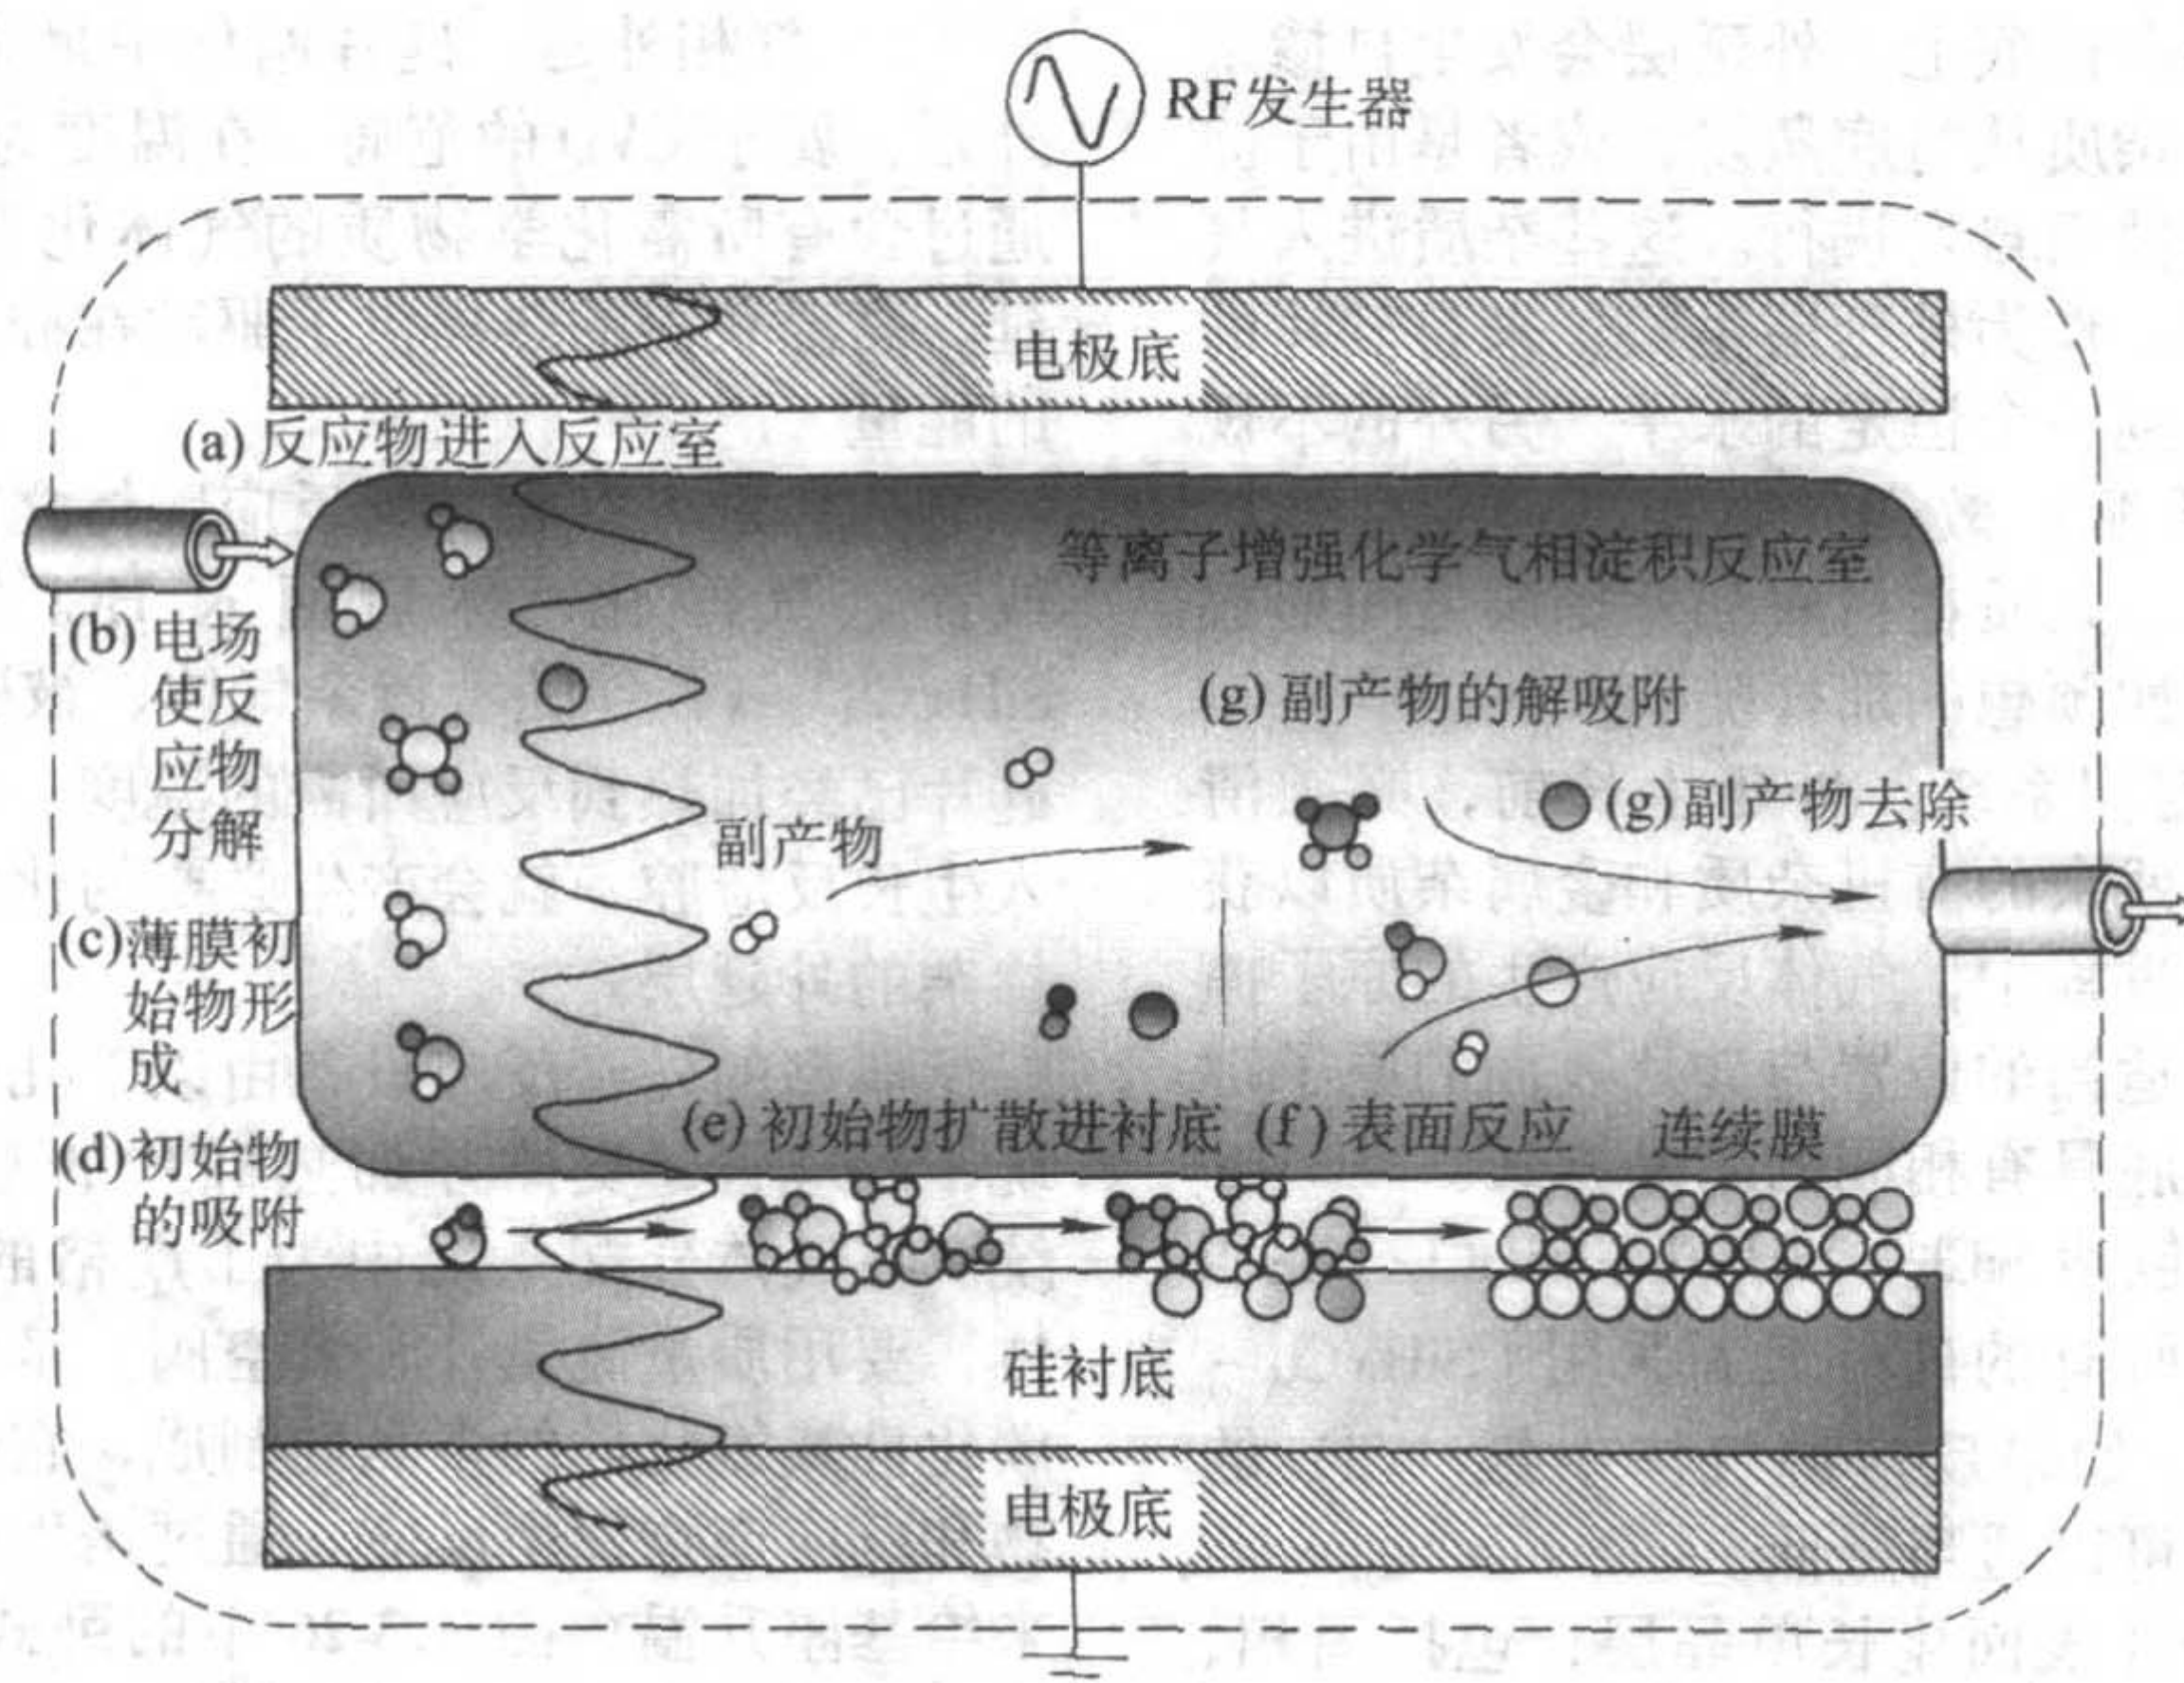 RF发生器
电极底
(a) 反应物进入反应室
等离子增强化学气相淀积反应室
(b) 电场
使反
应物
分解
(g) 副产物的解吸附
(g) 副产物去除
副产物
(c) 薄膜初
始物形
成
(d) 初始物
的吸附
(e) 初始物扩散进衬底
(f) 表面反应
连续膜
硅衬底
电极底